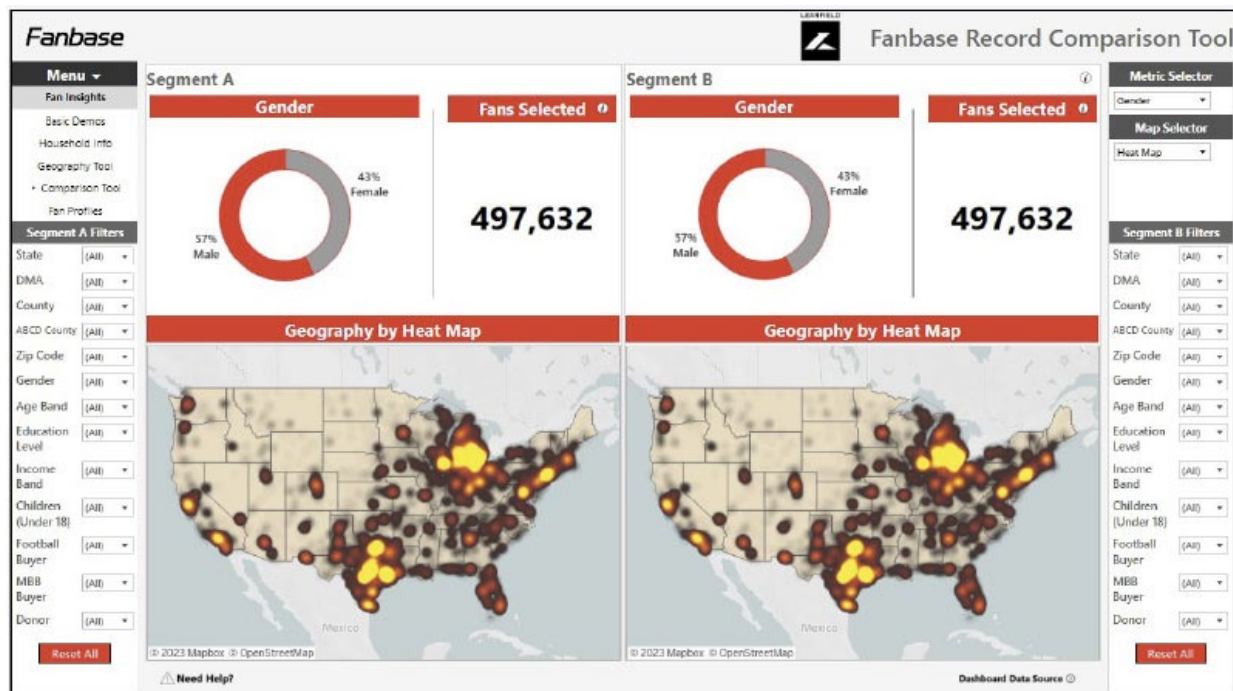 Fanbase
LEARFIELD
Fanbase Record Comparison Tool
Menu
Fan Insights
Basic Demos
Household Info
Geography Tool
Comparison Tool
Fan Profiles
Segment A Filters
State (All)
DMA (All)
County (All)
ABCD County (All)
Zip Code (All)
Gender (All)
Age Band (All)
Education (All)
Level
Income (All)
Band
Children (All)
(Under 18)
Football (All)
Buyer
MBB (All)
Buyer
Donor (All)
Reset All
Segment A
Gender
43%
Female
57%
Male
Fans Selected
497,632
Geography by Heat Map
Mexico
© 2023 Mapbox © OpenStreetMap
Segment B
Gender
43%
Female
57%
Male
Fans Selected
497,632
Geography by Heat Map
Mexico
© 2023 Mapbox © OpenStreetMap
Metric Selector
Gender
Map Selector
Heat Map
Segment B Filters
State (All)
DMA (All)
County (All)
ABCD County (All)
Zip Code (All)
Gender (All)
Age Band (All)
Education (All)
Level
Income (All)
Band
Children (All)
(Under 18)
Football (All)
Buyer
MBB (All)
Buyer
Donor (All)
Reset All
Need Help?
Dashboard Data Source